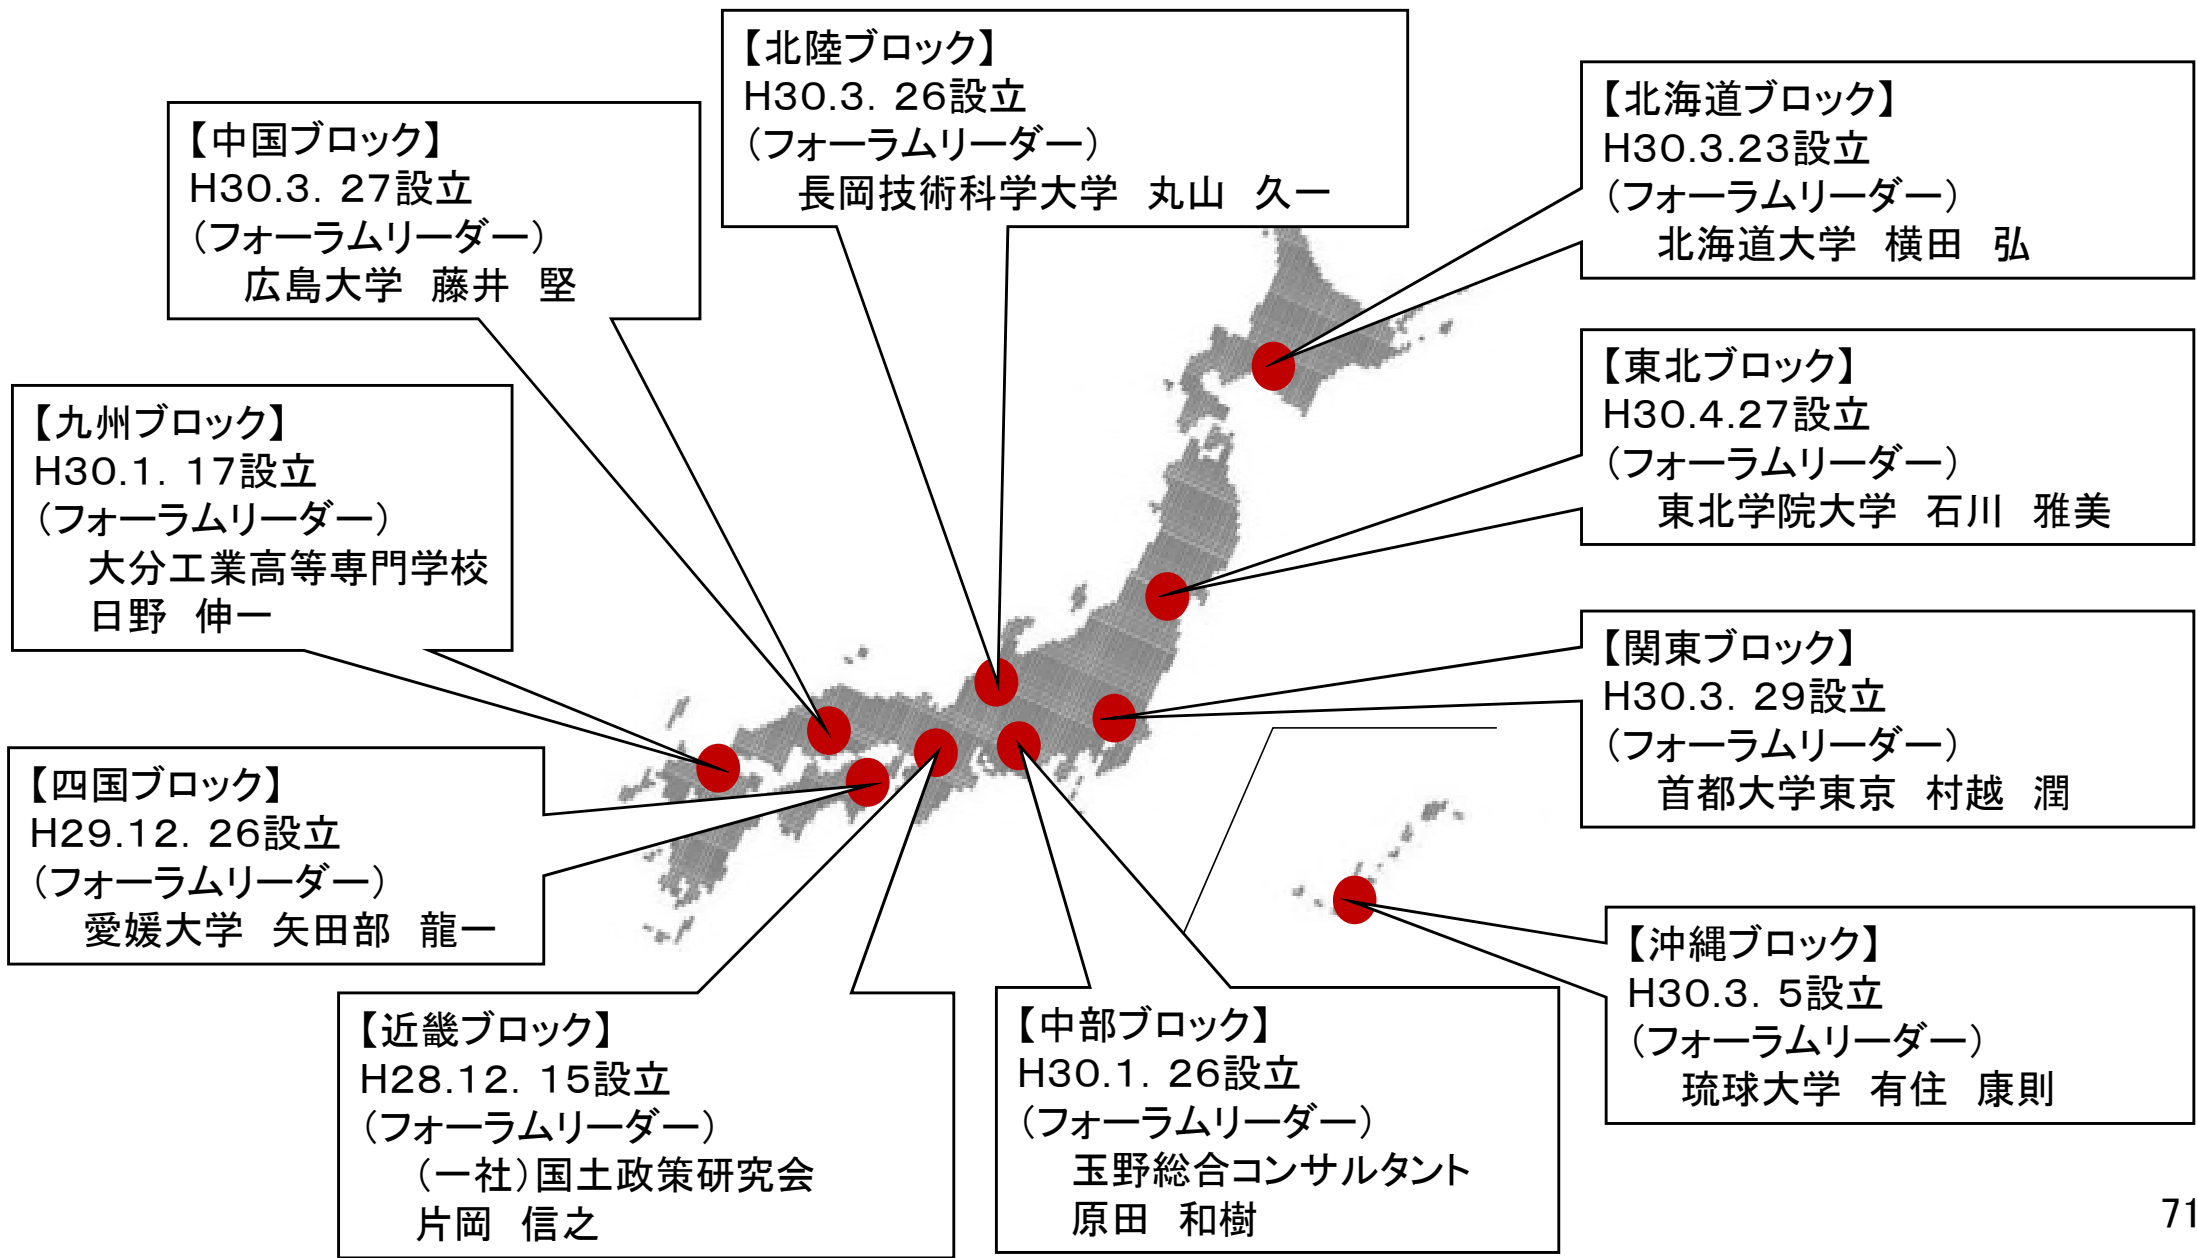 【北陸ブロック】
H30.3. 26設立
(フォーラムリーダー)
長岡技術科学大学 丸山 久一
【北海道ブロック】
H30.3.23設立
(フォーラムリーダー)
北海道大学 横田 弘
【中国ブロック】
H30.3. 27設立
(フォーラムリーダー)
広島大学 藤井 堅
【東北ブロック】
H30.4.27設立
(フォーラムリーダー)
東北学院大学 石川 雅美
【九州ブロック】
H30.1. 17設立
(フォーラムリーダー)
大分工業高等専門学校
日野 伸一
【関東ブロック】
H30.3. 29設立
(フォーラムリーダー)
首都大学東京 村越 潤
【四国ブロック】
H29.12. 26設立
(フォーラムリーダー)
愛媛大学 矢田部 龍一
【沖縄ブロック】
H30.3. 5設立
(フォーラムリーダー)
琉球大学 有住 康則
【近畿ブロック】
H28.12. 15設立
(フォーラムリーダー)
(一社)国土政策研究会
片岡 信之
【中部ブロック】
H30.1. 26設立
(フォーラムリーダー)
玉野総合コンサルタント
原田 和樹
71